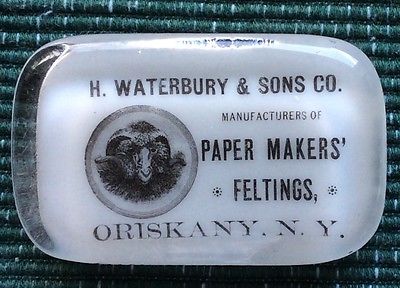 H. WATERBURY & SONS CO.
MANUFACTURERS OF
PAPER MAKERS'
FELTINGS,
ORISKANY. N. Y.